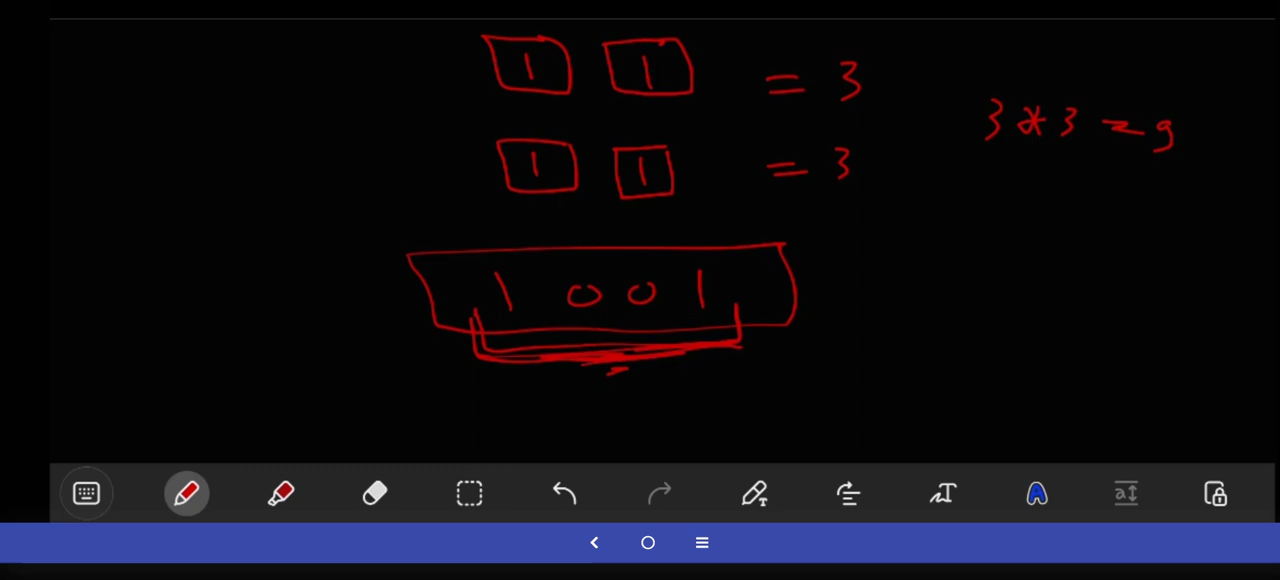 1 1 = 3
3 * 3 = 9
1 1 = 3
1 0 0 1